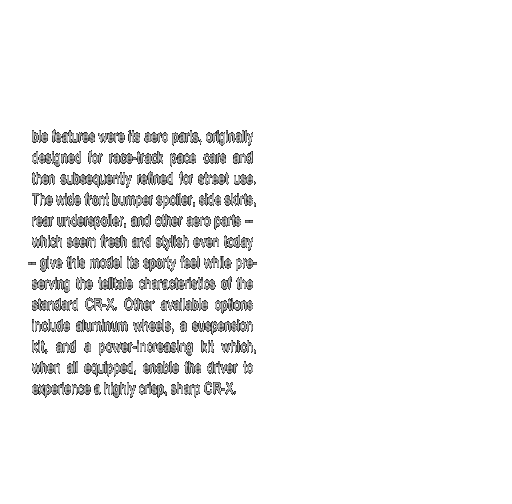 ble features were its aero parts, originally
designed for race-track pace cars and
then subsequently refined for street use.
The wide front bumper spoiler, side skirts,
rear underspoiler, and other aero parts –
which seem fresh and stylish even today
– give this model its sporty feel while pre-
serving the telltale characteristics of the
standard CR-X. Other available options
include aluminum wheels, a suspension
kit, and a power-increasing kit which,
when all equipped, enable the driver to
experience a highly crisp, sharp CR-X.